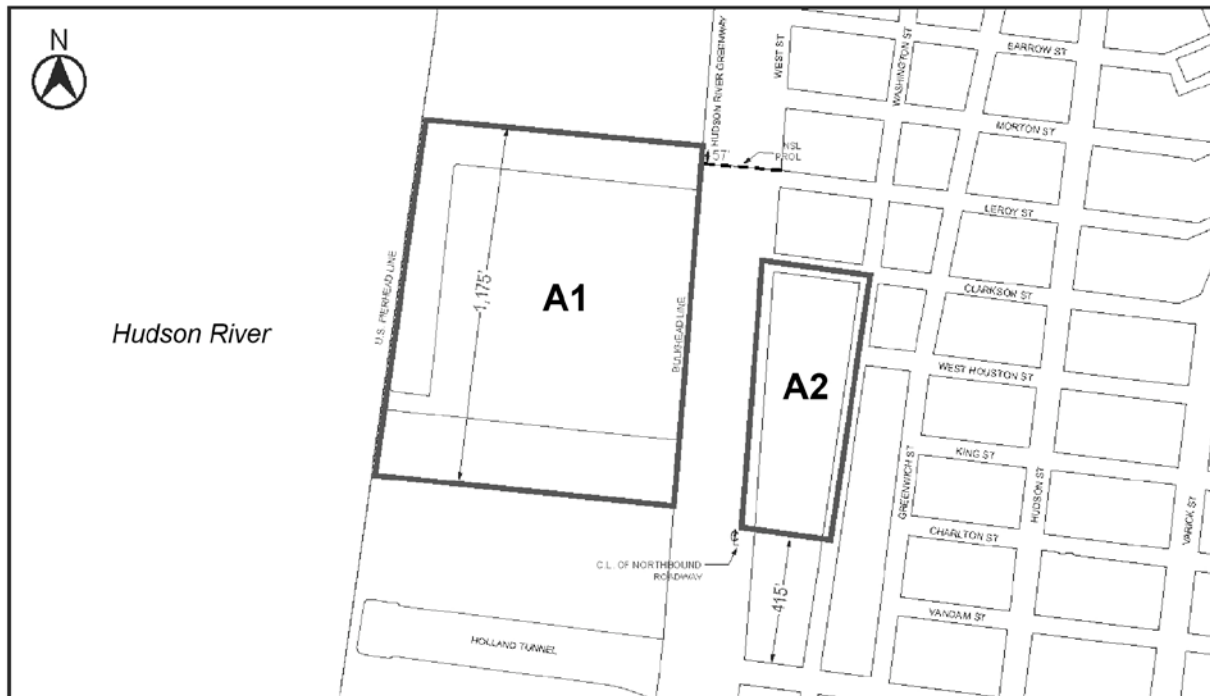 N
HUDSON RIVER GREENWAY
WEST ST
WASHINGTON ST
BARROW ST
MORTON ST
57'
NSL
PROL
LEROY ST
U.S. PIERHEAD LINE
1,175'
A1
CLARKSON ST
Hudson River
BULKHEAD LINE
WEST HOUSTON ST
A2
KING ST
GREENWICH ST
HUDSON ST
VARICK ST
CHARLTON ST
C.L. OF NORTHBOUND
ROADWAY
415'
VANDAM ST
HOLLAND TUNNEL